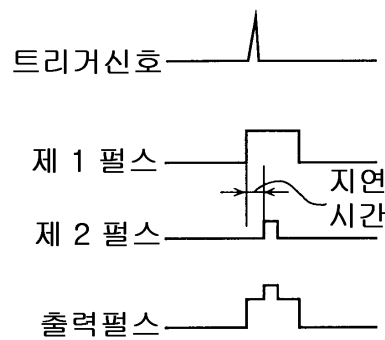 트리거신호
제 1 펄스
지연
시간
제 2 펄스
출력펄스